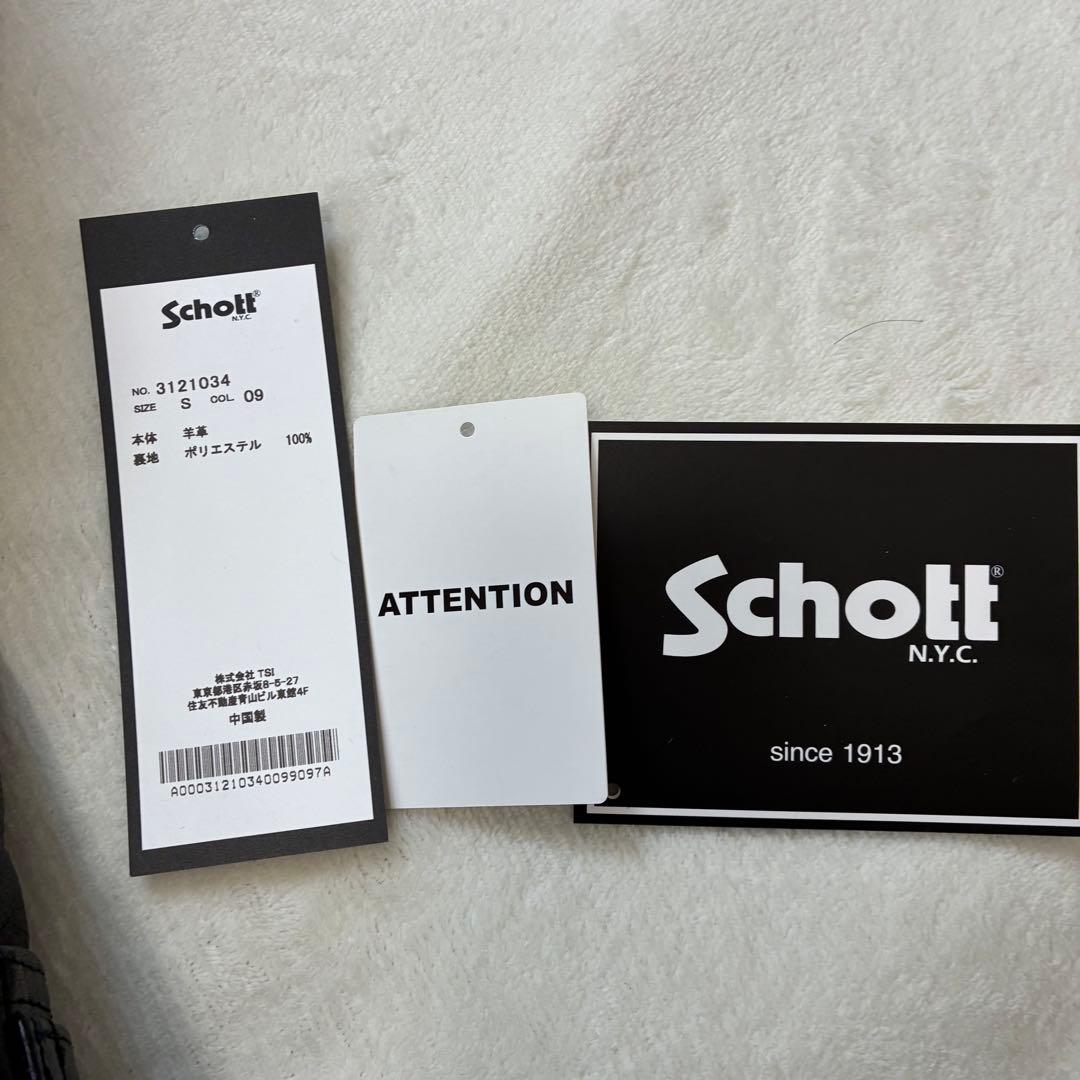 Schott®
N.Y.C.
NO. 3121034
SIZE S COL. 09
本体 羊革
裏地 ポリエステル 100%
株式会社 TSI
東京都港区赤坂8-5-27
住友不動産青山ビル東館4F
中国製
A00031210340099097A
ATTENTION
Schott®
N.Y.C.
since 1913